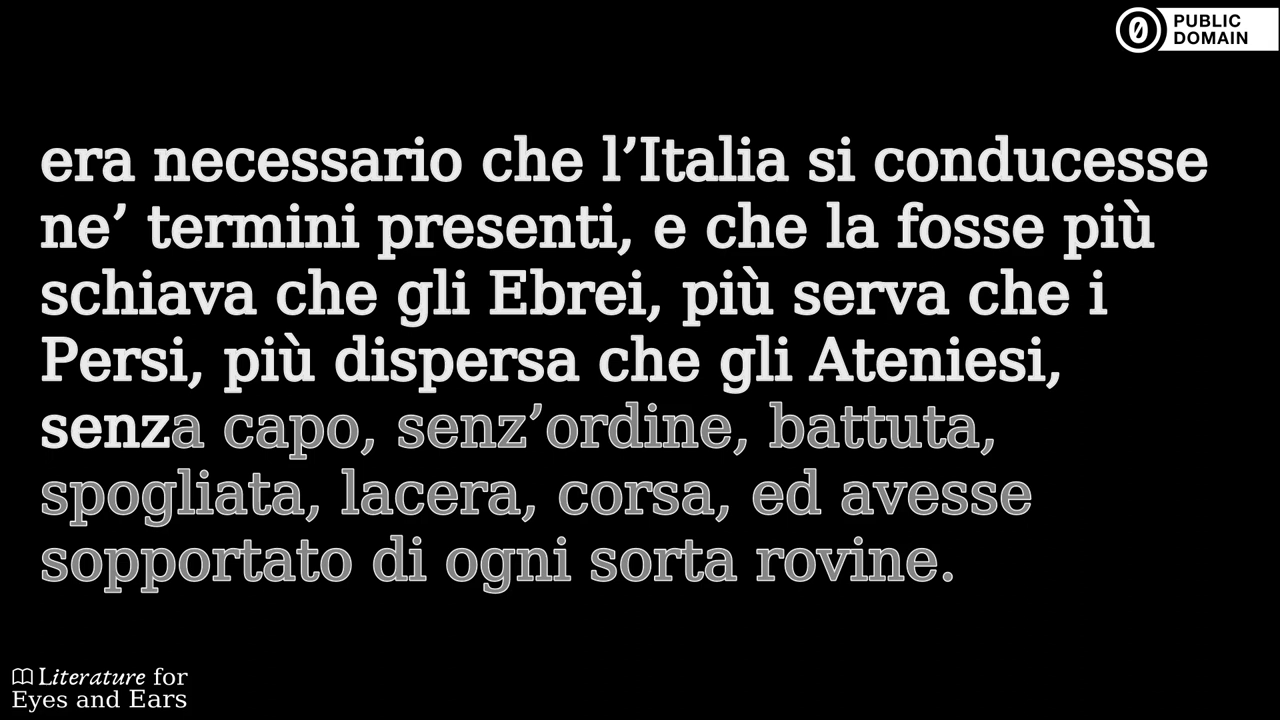 PUBLIC
DOMAIN
era necessario che l’Italia si conducesse
ne’ termini presenti, e che la fosse più
schiava che gli Ebrei, più serva che i
Persi, più dispersa che gli Ateniesi,
senza capo, senz’ordine, battuta,
spogliata, lacera, corsa, ed avesse
sopportato di ogni sorta rovine.
Literature for
Eyes and Ears